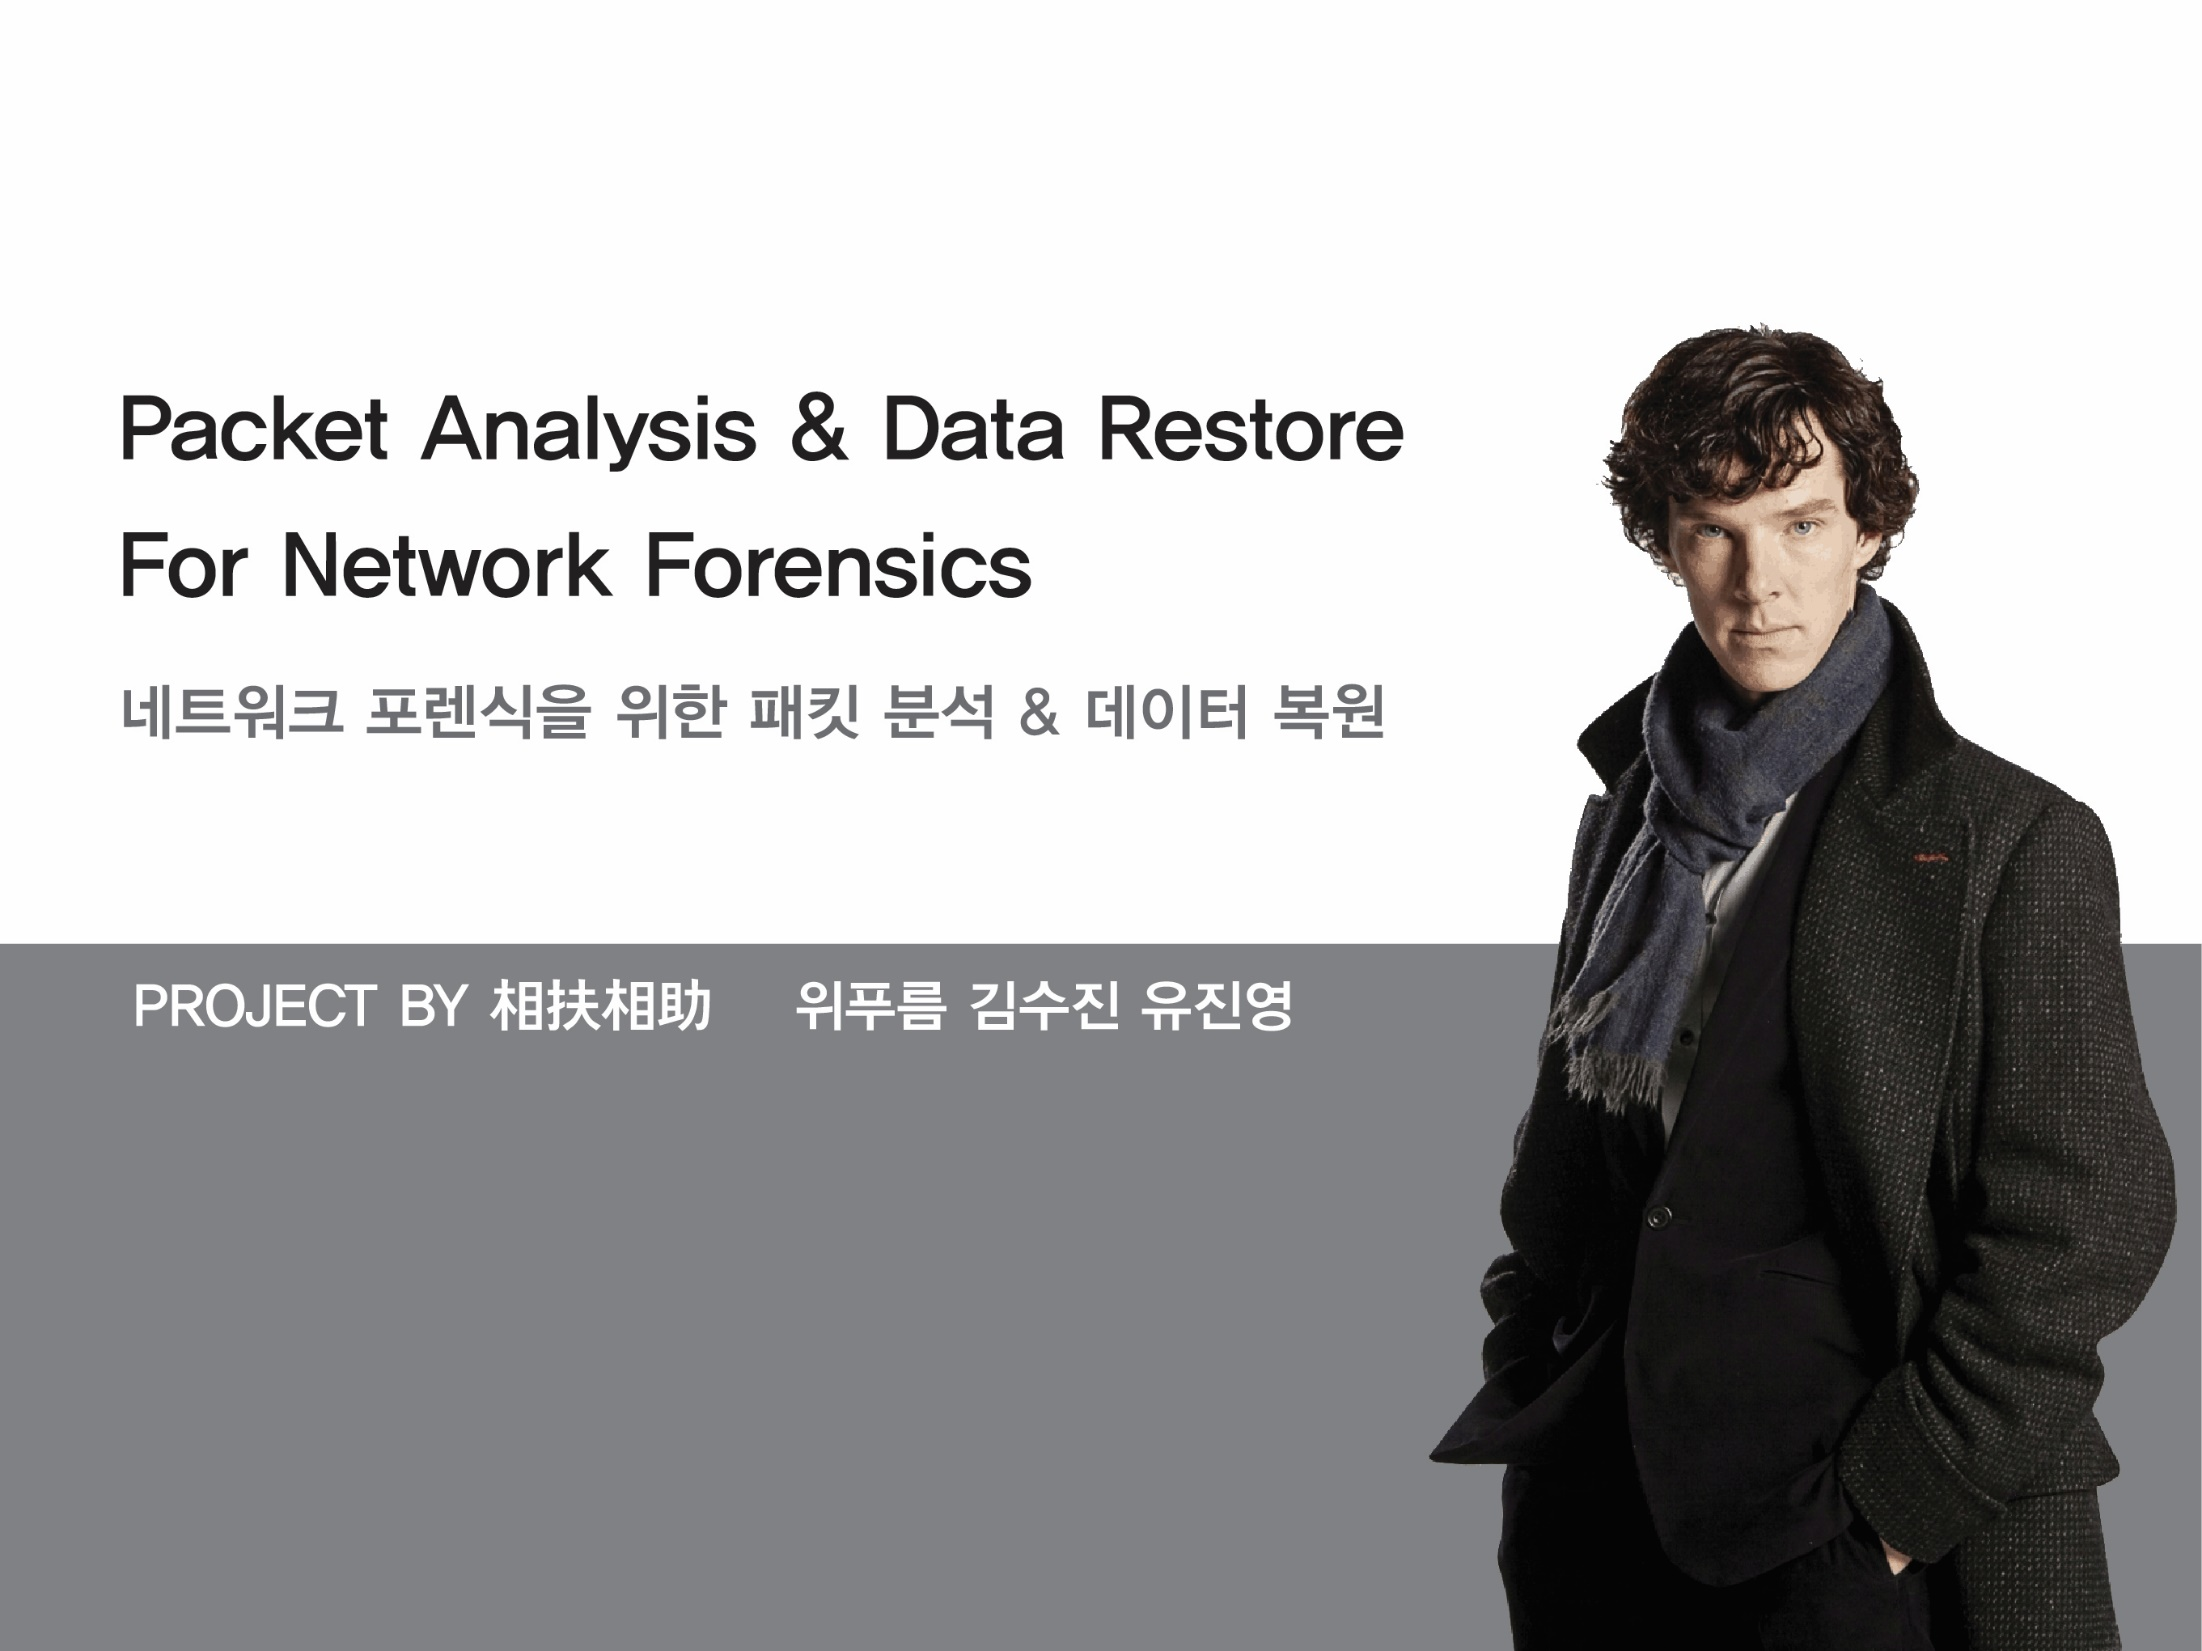 Packet Analysis & Data Restore
For Network Forensics
네트워크 포렌식을 위한 패킷 분석 & 데이터 복원
PROJECT BY 相扶相助 위푸름 김수진 유진영